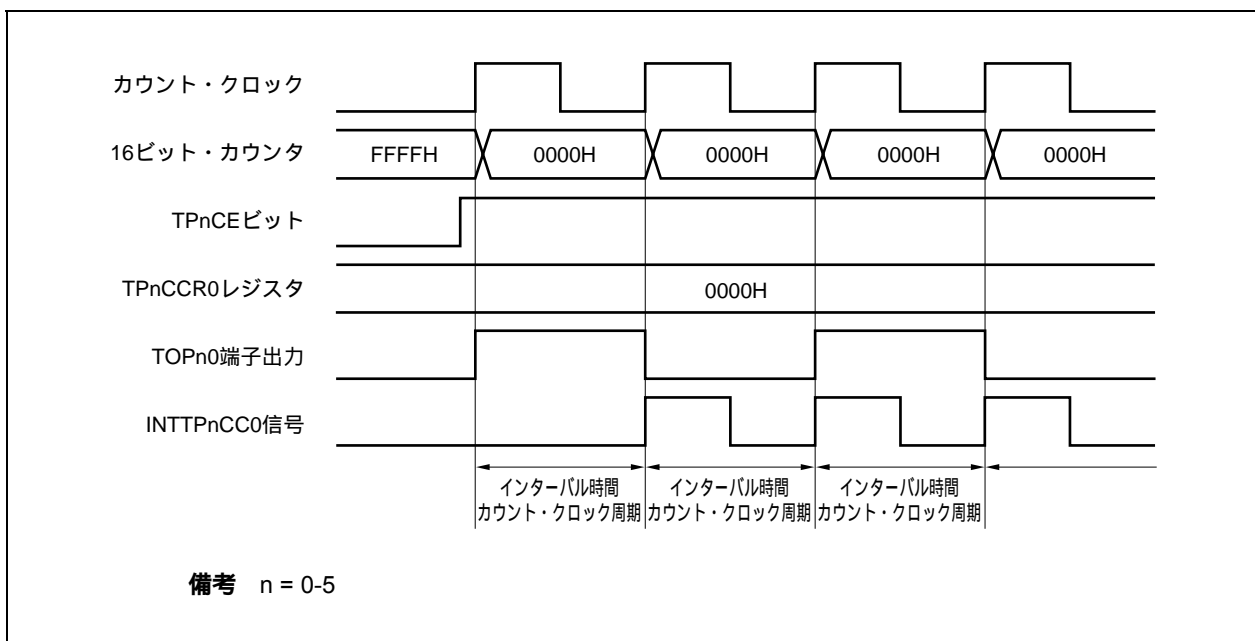 カウント・クロック
16ビット・カウンタ
FFFFH
0000H
0000H
0000H
0000H
TPnCEビット
TPnCCR0レジスタ
0000H
TOPn0端子出力
INTTPnCC0信号
インターバル時間
カウント・クロック周期
インターバル時間
カウント・クロック周期
インターバル時間
カウント・クロック周期
備考 n = 0-5